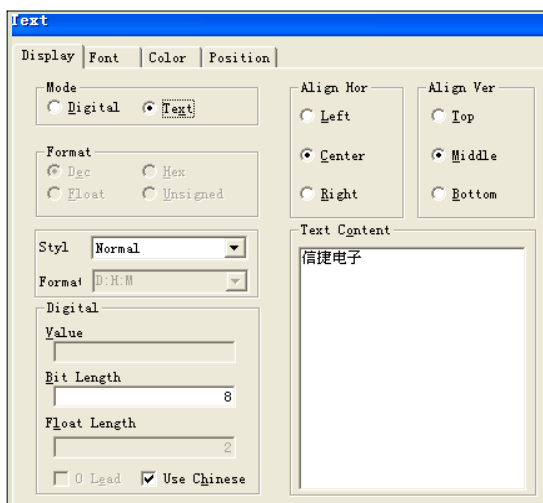 Text
Display Font Color Position
Mode
Digital Text
Format
Dec Hex
Float Unsigned
Styl Normal
Format D:H:M
Digital
Value
Bit Length
8
Float Length
2
0 Lead Use Chinese
Align Hor
Left
Center
Right
Align Ver
Top
Middle
Bottom
Text Content
信捷电子